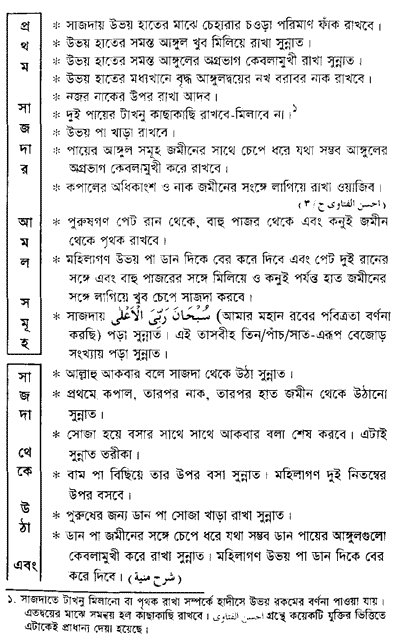 প্রথম সাজদার আমল সমূহ
* সাজদায় উভয় হাতের মাঝে চেহারার চওড়া পরিমাণ ফাঁক রাখবে।
* উভয় হাতের সমস্ত আঙ্গুল খুব মিলিয়ে রাখা সুন্নাত।
* উভয় হাতের সমস্ত আঙ্গুলের অগ্রভাগ কেবলামুখী রাখা সুন্নাত।
* উভয় হাতের মধ্যখানে বৃদ্ধ আঙ্গুলদ্বয়ের নখ বরাবর নাক রাখবে।
* নজর নাকের উপর রাখা আদব।
* দুই পায়ের টাখনু কাছাকাছি রাখবে-মিলাবে না।১
* উভয় পা খাড়া রাখবে।
* পায়ের আঙ্গুল সমূহ জমীনের সাথে চেপে ধরে যথা সম্ভব আঙ্গুলের
অগ্রভাগ কেবলামুখী করে রাখবে।
* কপালের অধিকাংশ ও নাক জমীনের সংঙ্গে লাগিয়ে রাখা ওয়াজিব।
(احسن الفتاوى ج/٣)
* পুরুষগণ পেট রান থেকে, বাহু পাজর থেকে এবং কনুই জমীন
থেকে পৃথক রাখবে।
* মহিলাগণ উভয় পা ডান দিকে বের করে দিবে এবং পেট দুই রানের
সঙ্গে এবং বাহু পাজরের সঙ্গে মিলিয়ে ও কনুই পর্যন্ত হাত জমীনের
সঙ্গে লাগিয়ে খুব চেপে সাজদা করবে।
* সাজদায় سُبْحَانَ رَبِّيَ الْأَعْلٰى (আমার মহান রবের পবিত্রতা বর্ণনা
করছি) পড়া সুন্নাত। এই তাসবীহ তিন/পাঁচ/সাত-এরূপ বেজোড়
সংখ্যায় পড়া সুন্নাত।
সাজদা থেকে উঠা এবং
* আল্লাহু আকবার বলে সাজদা থেকে উঠা সুন্নাত।
* প্রথমে কপাল, তারপর নাক, তারপর হাত জমীন থেকে উঠানো
সুন্নাত।
* সোজা হয়ে বসার সাথে সাথে আকবার বলা শেষ করবে। এটাই
সুন্নাত তরীকা।
* বাম পা বিছিয়ে তার উপর বসা সুন্নাত। মহিলাগণ দুই নিতম্বের
উপর বসবে।
* পুরুষের জন্য ডান পা সোজা খাড়া রাখা সুন্নাত।
* ডান পা জমীনের সঙ্গে চেপে ধরে যথা সম্ভব ডান পায়ের আঙ্গুলগুলো
কেবলামুখী করে রাখা সুন্নাত। মহিলাগণ উভয় পা ডান দিকে বের
করে দিবে। (شرح منية)
১. সাজদাতে টাখনু মিলানো বা পৃথক রাখা সম্পর্কে হাদীসে উভয় রকমের বর্ণনা পাওয়া যায়।
এতদ্বয়ের মাঝে সমন্বয় হল কাছাকাছি রাখবে। احسن الفتاوى গ্রন্থে কয়েকটি যুক্তির ভিত্তিতে
এটাকেই প্রাধান্য দেয়া হয়েছে।